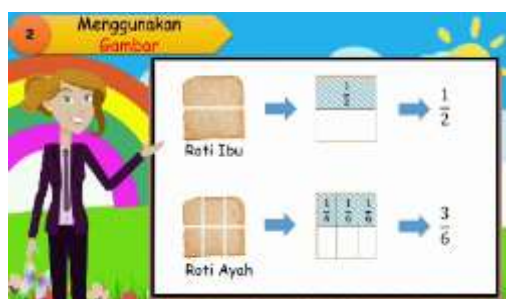 2
Menggunakan
Gambar
1/2
1/2
Roti Ibu
1/6 1/6 1/6
3/6
Roti Ayah